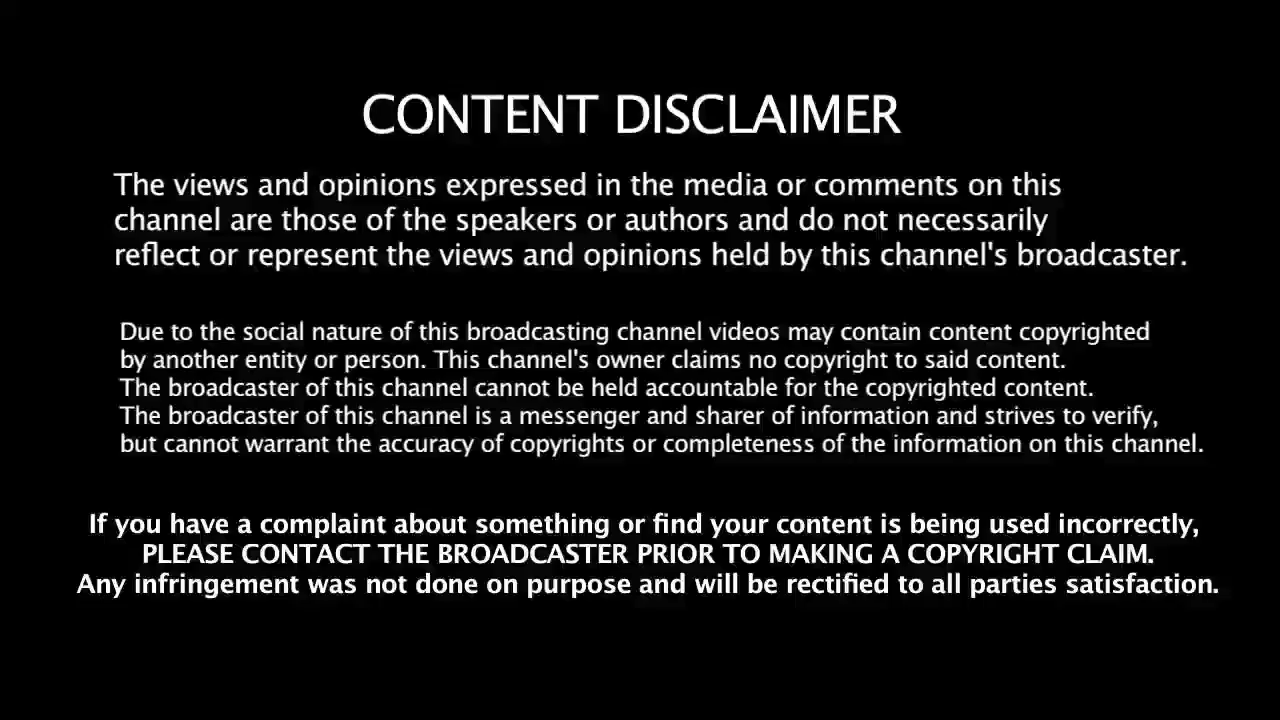 CONTENT DISCLAIMER
The views and opinions expressed in the media or comments on this
channel are those of the speakers or authors and do not necessarily
reflect or represent the views and opinions held by this channel's broadcaster.
Due to the social nature of this broadcasting channel videos may contain content copyrighted
by another entity or person. This channel's owner claims no copyright to said content.
The broadcaster of this channel cannot be held accountable for the copyrighted content.
The broadcaster of this channel is a messenger and sharer of information and strives to verify,
but cannot warrant the accuracy of copyrights or completeness of the information on this channel.
If you have a complaint about something or find your content is being used incorrectly,
PLEASE CONTACT THE BROADCASTER PRIOR TO MAKING A COPYRIGHT CLAIM.
Any infringement was not done on purpose and will be rectified to all parties satisfaction.